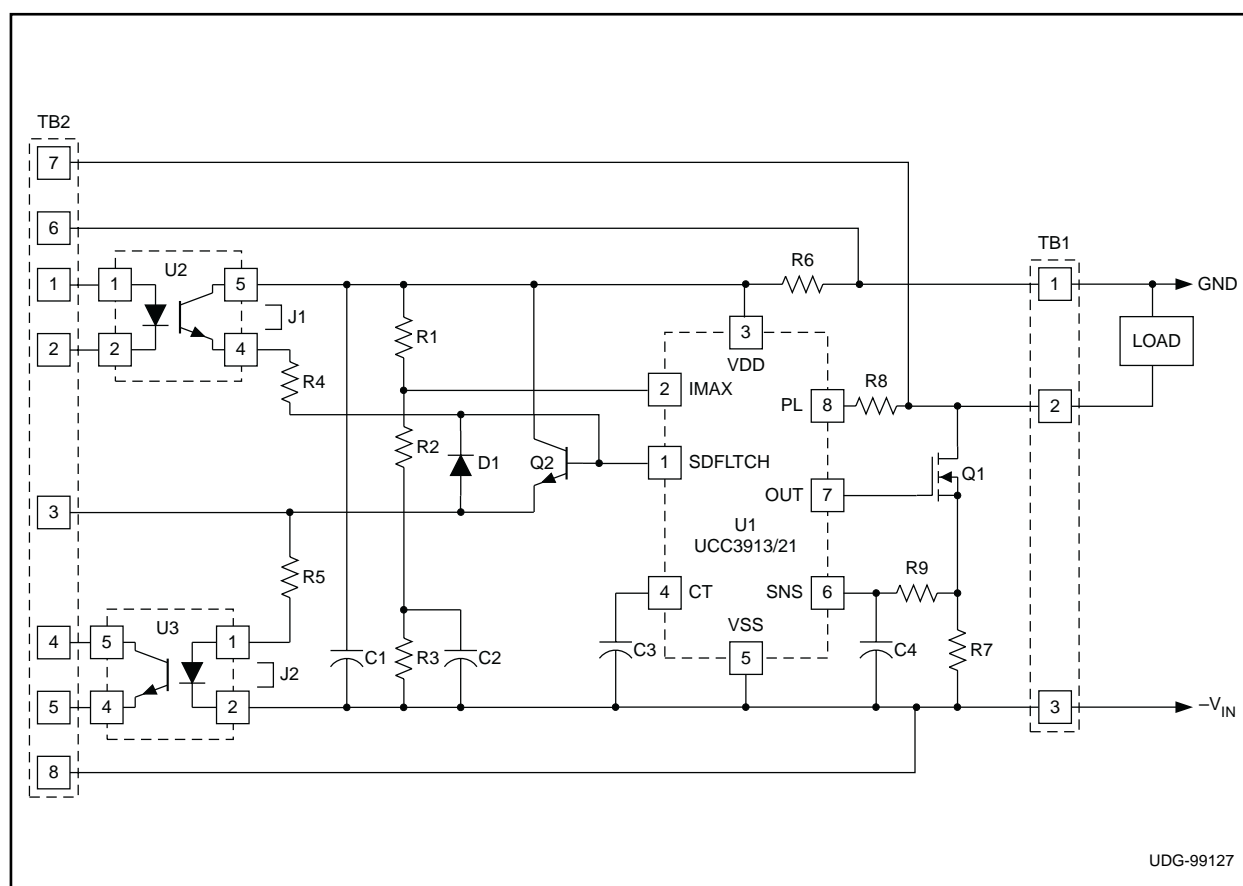 TB2
7
6
1
1
U2
5
J1
2
2
4
R4
R1
R2
D1
Q2
R6
3
VDD
2
IMAX
1
SDFLTCH
PL
8
R8
OUT
7
Q1
U1
UCC3913/21
4
CT
SNS
6
R9
VSS
5
TB1
1
GND
LOAD
2
3
R5
4
5
U3
1
J2
5
4
2
8
C1
R3
C2
C3
C4
R7
3
–VIN
UDG-99127